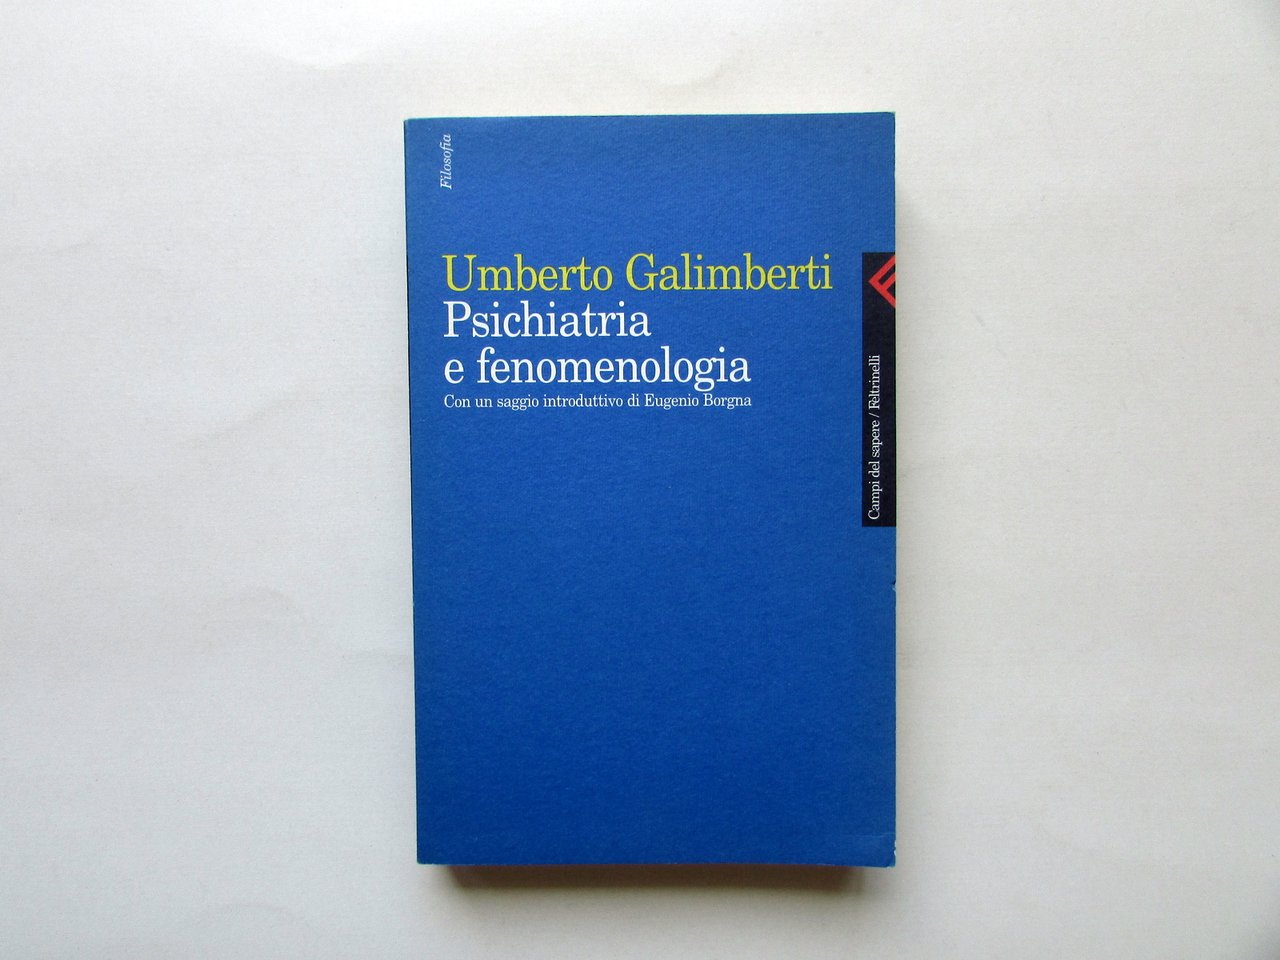 Filosofia
Umberto Galimberti
Psichiatria
e fenomenologia
Con un saggio introduttivo di Eugenio Borgna
Campi del sapere / Feltrinelli